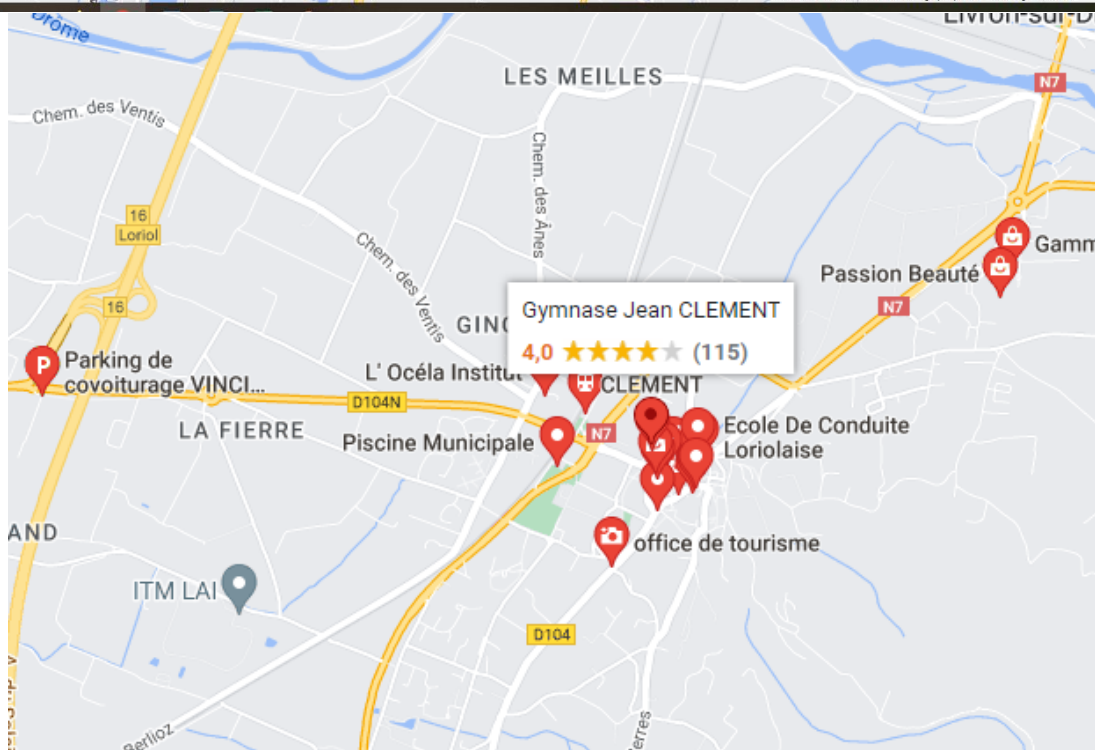 Drôme
Livron-sur-D
LES MEILLES
N7
Chem. des Ventis
Chem. des Ânes
16
Loriol
Chem. des Ventis
Gamm
Passion Beauté
16
N7
Gymnase Jean CLEMENT
4,0 (115)
GINC
Parking de
covoiturage VINCI...
L' Océla Institut
CLEMENT
D104N
LA FIERRE
Piscine Municipale
N7
Ecole De Conduite
Loriolaise
AND
office de tourisme
ITM LAI
D104
Berlioz
erres